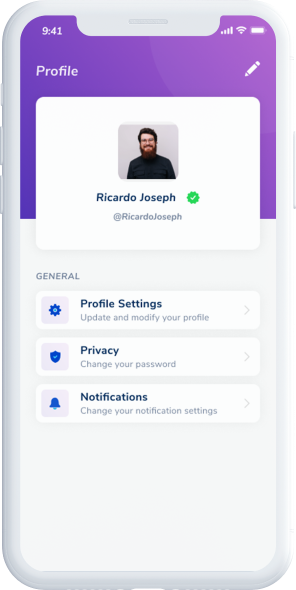 9:41
Profile
Ricardo Joseph
@RicardoJoseph
GENERAL
Profile Settings
Update and modify your profile
Privacy
Change your password
Notifications
Change your notification settings